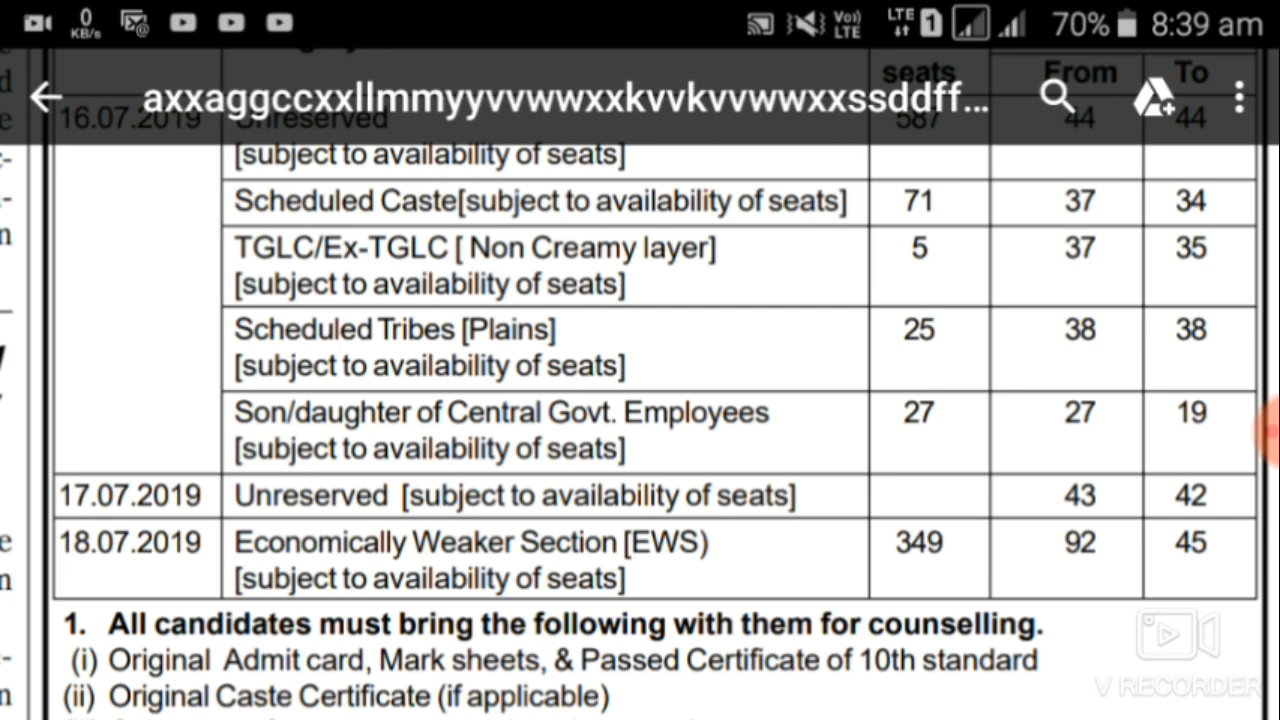 0 KB/s Vo) LTE LTE 1 70% 8:39 am
seats From To
axxaggccxxllmmyyvvwwxxkvvkvvwwxxssddff...
16.07.2019 Unreserved 587 44 44
[subject to availability of seats]
Scheduled Caste[subject to availability of seats] 71 37 34
TGLC/Ex-TGLC [ Non Creamy layer] 5 37 35
[subject to availability of seats]
Scheduled Tribes [Plains] 25 38 38
[subject to availability of seats]
Son/daughter of Central Govt. Employees 27 27 19
[subject to availability of seats]
17.07.2019 Unreserved [subject to availability of seats] 43 42
18.07.2019 Economically Weaker Section [EWS) 349 92 45
[subject to availability of seats]
1. All candidates must bring the following with them for counselling.
(i) Original Admit card, Mark sheets, & Passed Certificate of 10th standard
(ii) Original Caste Certificate (if applicable)
V RECORDER